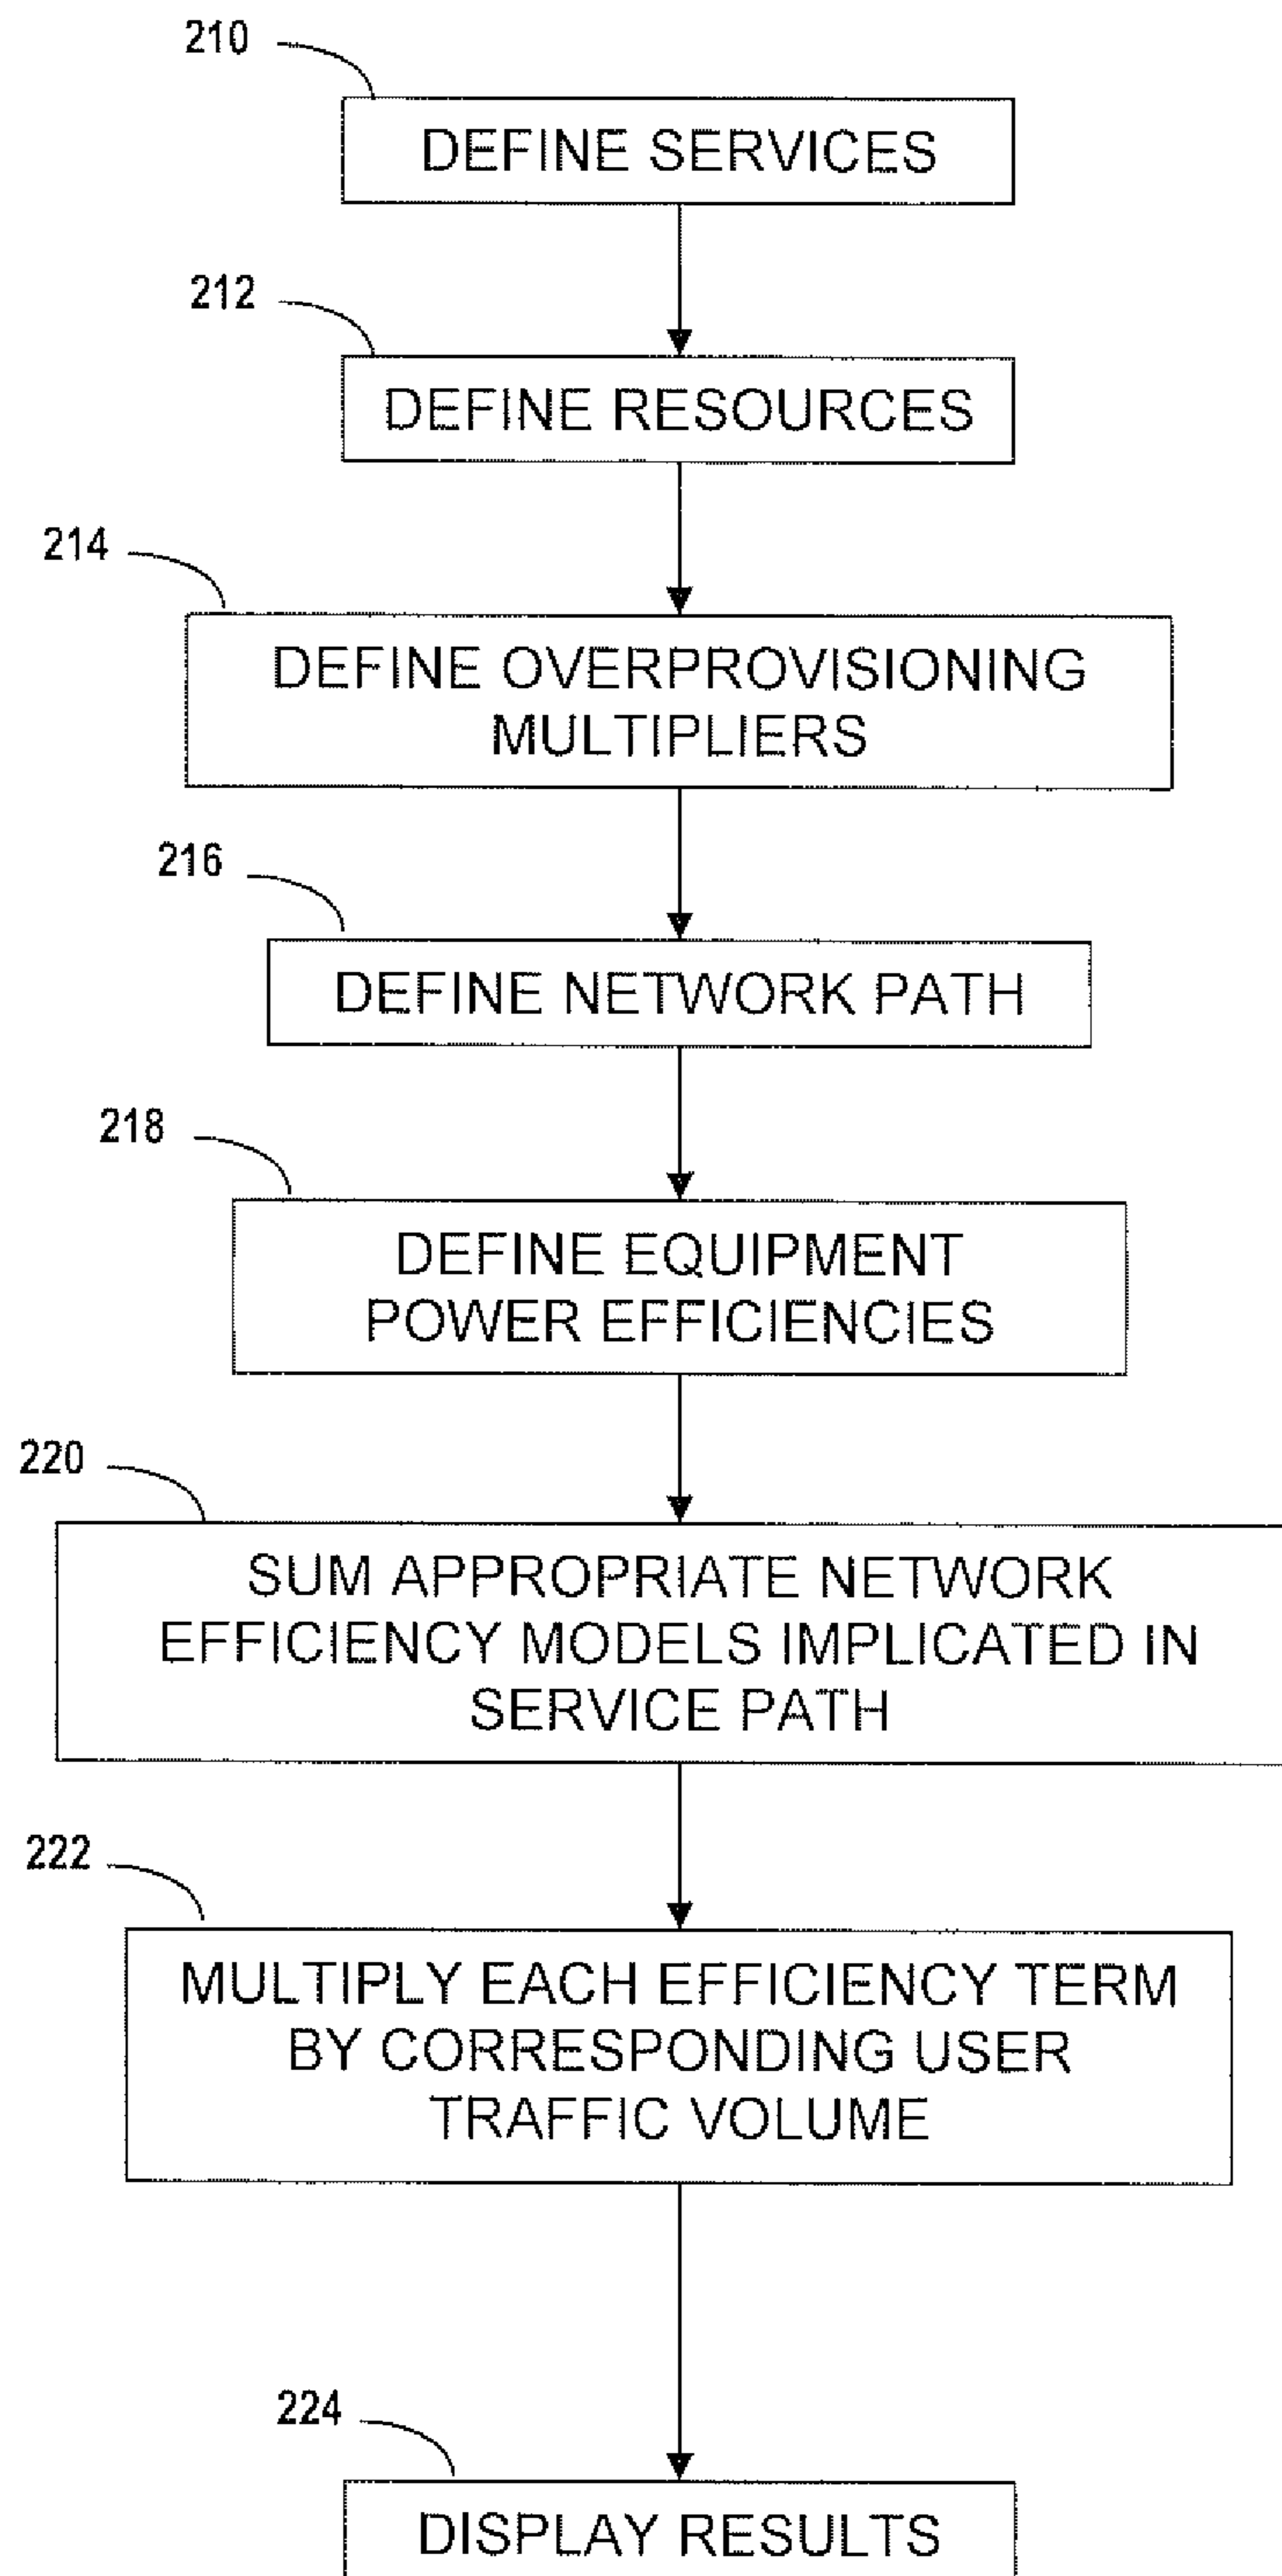 210
DEFINE SERVICES
212
DEFINE RESOURCES
214
DEFINE OVERPROVISIONING
MULTIPLIERS
216
DEFINE NETWORK PATH
218
DEFINE EQUIPMENT
POWER EFFICIENCIES
220
SUM APPROPRIATE NETWORK
EFFICIENCY MODELS IMPLICATED IN
SERVICE PATH
222
MULTIPLY EACH EFFICIENCY TERM
BY CORRESPONDING USER
TRAFFIC VOLUME
224
DISPLAY RESULTS